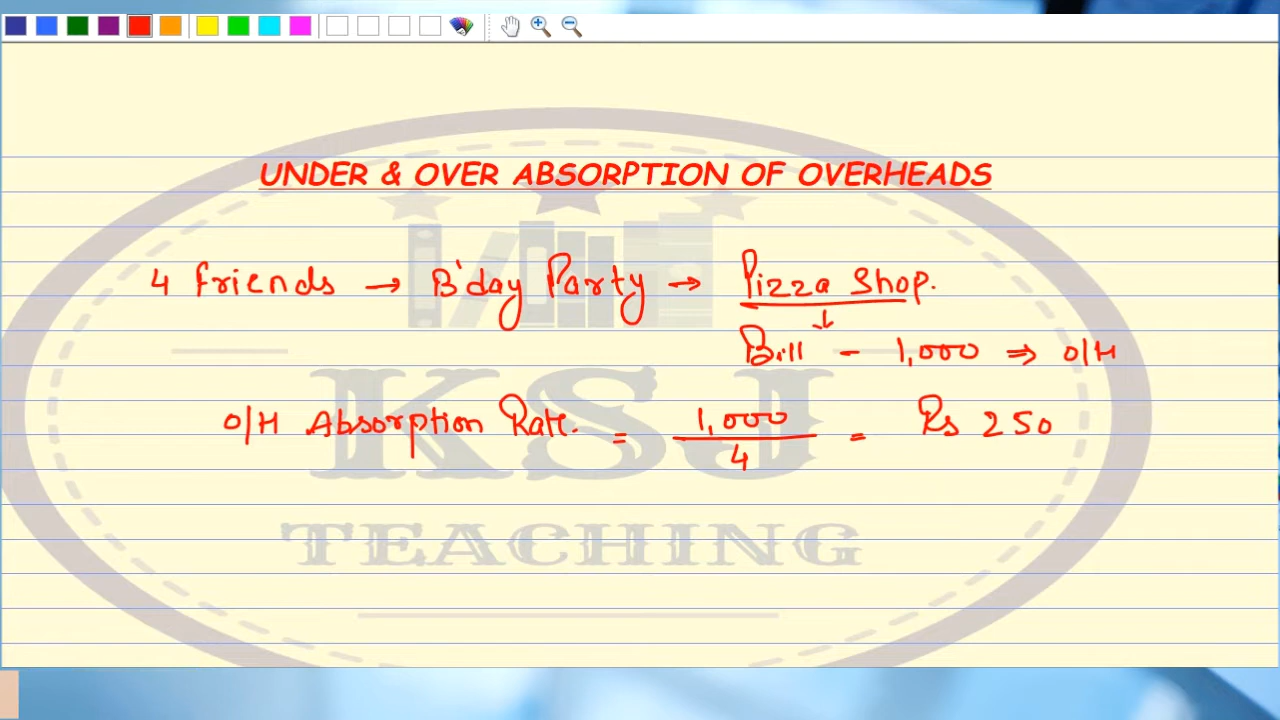 UNDER & OVER ABSORPTION OF OVERHEADS
4 friends → B'day Party → Pizza Shop.
↓
Bill - 1,000 ⇒ O/H
O/H Absorption Rate. = 1,000 / 4 = Rs 250
KSJ
TEACHING